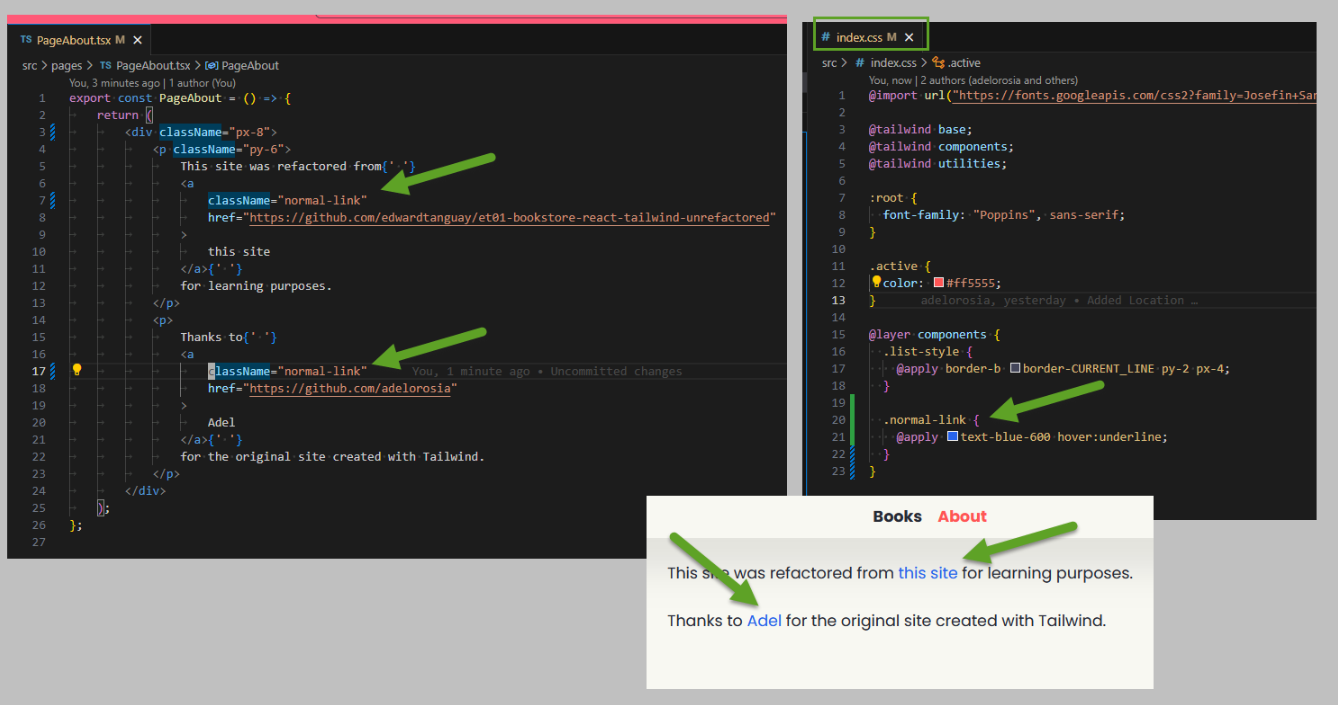 TS PageAbout.tsx M ×
src > pages > TS PageAbout.tsx > PageAbout
You, 3 minutes ago | 1 author (You)
1 export const PageAbout = () => {
2 return (
3 <div className="px-8">
4 <p className="py-6">
5 This site was refactored from{' '}
6 <a
7 className="normal-link"
8 href="https://github.com/edwardtanguay/et01-bookstore-react-tailwind-unrefactored"
9 >
10 this site
11 </a>{' '}
12 for learning purposes.
13 </p>
14 <p>
15 Thanks to{' '}
16 <a
17 className="normal-link" You, 1 minute ago • Uncommitted changes
18 href="https://github.com/adelorosia"
19 >
20 Adel
21 </a>{' '}
22 for the original site created with Tailwind.
23 </p>
24 </div>
25 );
26 };
27
# index.css M ×
src > # index.css > .active
You, now | 2 authors (adelorosia and others)
1 @import url("https://fonts.googleapis.com/css2?family=Josefin+San
2
3 @tailwind base;
4 @tailwind components;
5 @tailwind utilities;
6
7 :root {
8 font-family: "Poppins", sans-serif;
9 }
10
11 .active {
12 color: #ff5555;
13 } adelorosia, yesterday • Added Location …
14
15 @layer components {
16 .list-style {
17 @apply border-b border-CURRENT_LINE py-2 px-4;
18 }
19
20 .normal-link {
21 @apply text-blue-600 hover:underline;
22 }
23 }
Books About
This site was refactored from this site for learning purposes.
Thanks to Adel for the original site created with Tailwind.